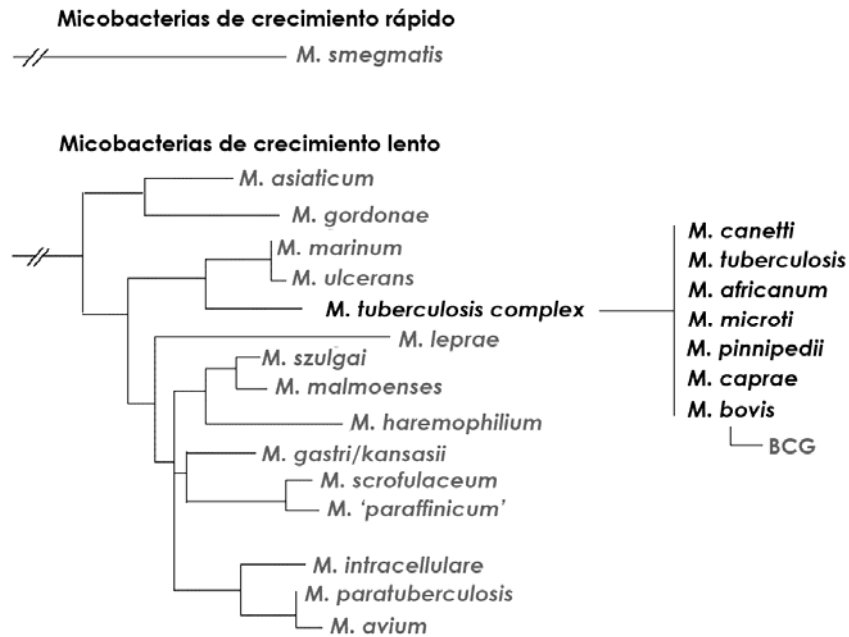 Micobacterias de crecimiento rápido
M. smegmatis
Micobacterias de crecimiento lento
M. asiaticum
M. gordonae
M. marinum
M. ulcerans
M. tuberculosis complex
M. leprae
M. szulgai
M. malmoenses
M. haremophilium
M. gastri/kansasii
M. scrofulaceum
M. ‘paraffinicum’
M. intracellulare
M. paratuberculosis
M. avium
M. canetti
M. tuberculosis
M. africanum
M. microti
M. pinnipedii
M. caprae
M. bovis
BCG